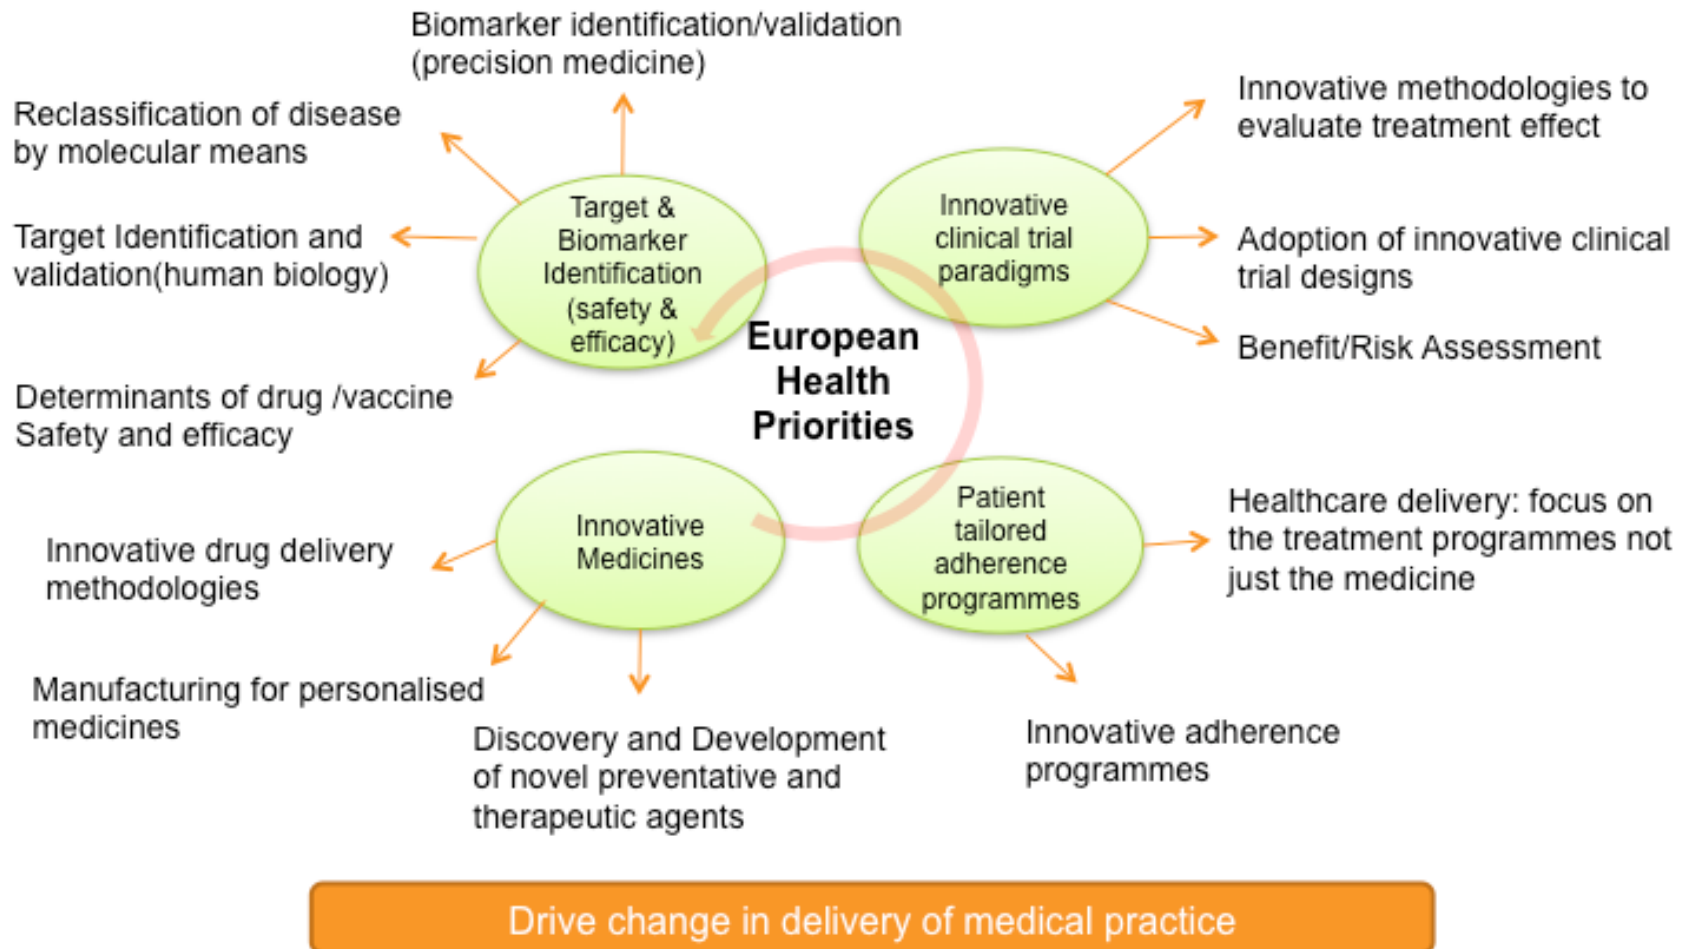 Biomarker identification/validation
(precision medicine)
Reclassification of disease
by molecular means
Target Identification and
validation(human biology)
Determinants of drug /vaccine
Safety and efficacy
Target &
Biomarker
Identification
(safety &
efficacy)
Innovative
clinical trial
paradigms
Innovative methodologies to
evaluate treatment effect
Adoption of innovative clinical
trial designs
Benefit/Risk Assessment
European
Health
Priorities
Innovative
Medicines
Innovative drug delivery
methodologies
Manufacturing for personalised
medicines
Discovery and Development
of novel preventative and
therapeutic agents
Patient
tailored
adherence
programmes
Healthcare delivery: focus on
the treatment programmes not
just the medicine
Innovative adherence
programmes
Drive change in delivery of medical practice